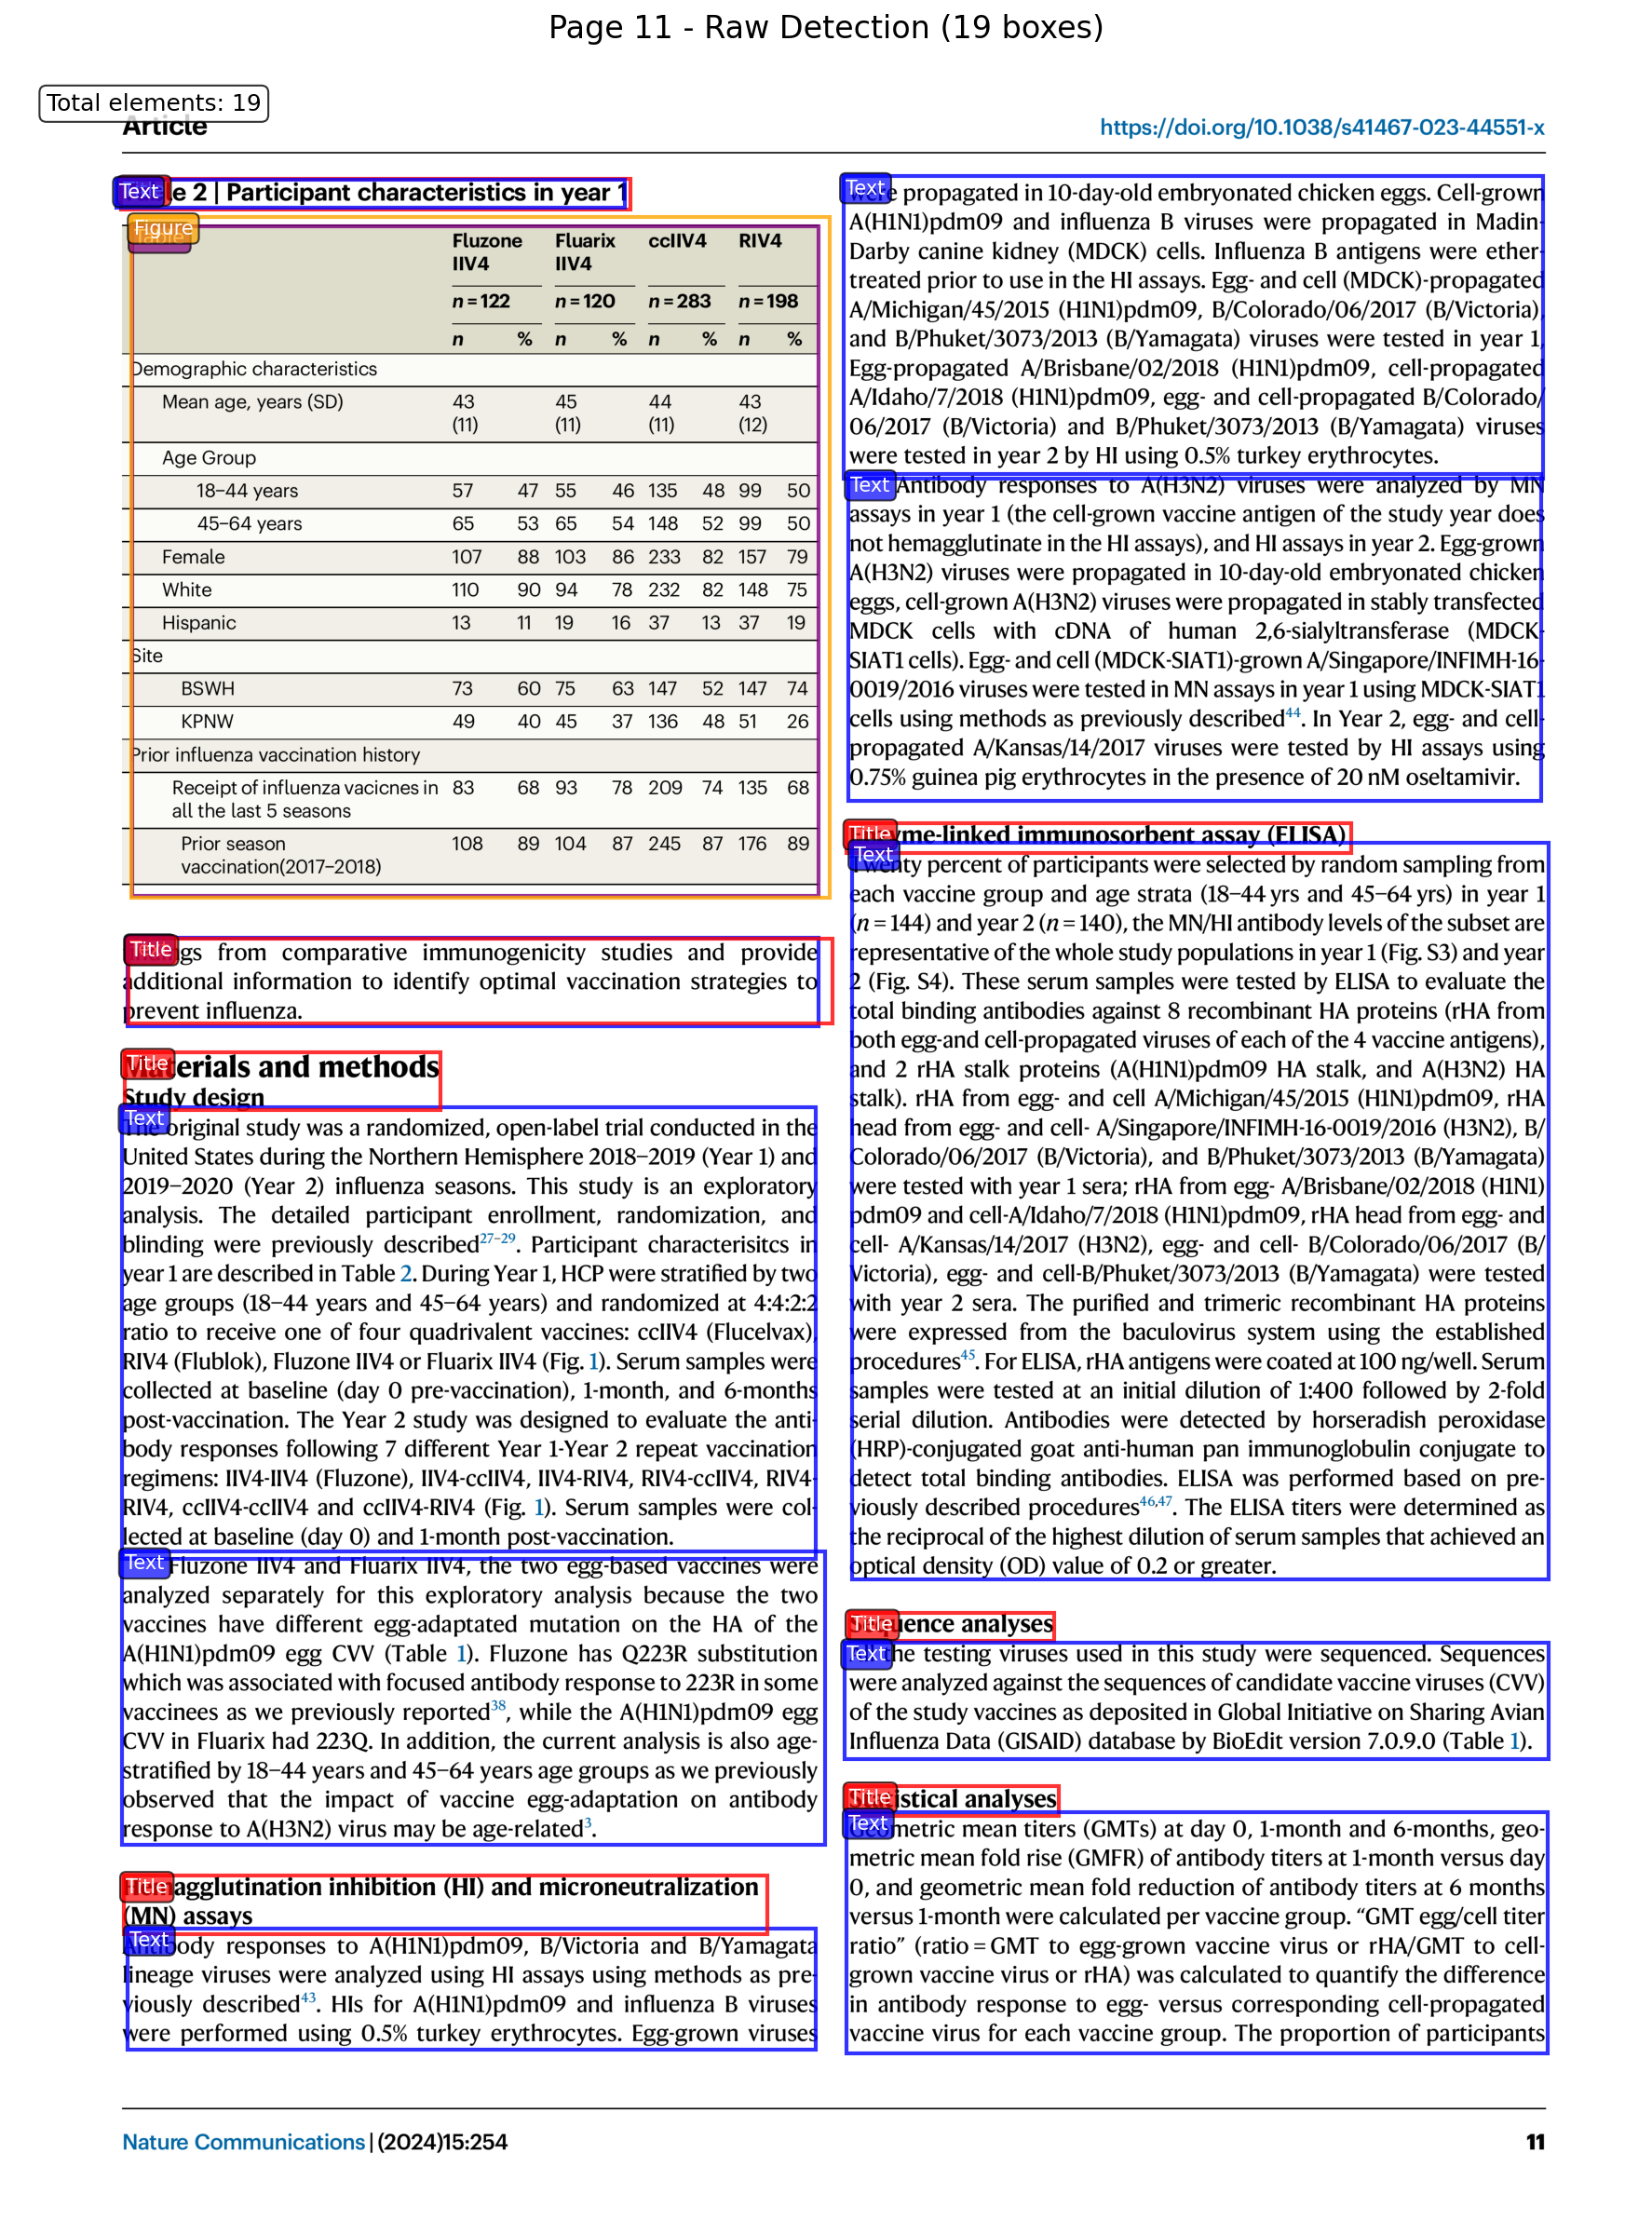 Page 11 - Raw Detection (19 boxes)
Total elements: 19
Article
https://doi.org/10.1038/s41467-023-44551-x
Text
e 2 | Participant characteristics in year 1
Figure
Table
Fluzone IIV4 Fluarix IIV4 ccIIV4 RIV4
n = 122 n = 120 n = 283 n = 198
n % n % n % n %
Demographic characteristics
Mean age, years (SD) 43 (11) 45 (11) 44 (11) 43 (12)
Age Group
18–44 years 57 47 55 46 135 48 99 50
45–64 years 65 53 65 54 148 52 99 50
Female 107 88 103 86 233 82 157 79
White 110 90 94 78 232 82 148 75
Hispanic 13 11 19 16 37 13 37 19
Site
BSWH 73 60 75 63 147 52 147 74
KPNW 49 40 45 37 136 48 51 26
Prior influenza vaccination history
Receipt of influenza vacicnes in all the last 5 seasons 83 68 93 78 209 74 135 68
Prior season vaccination(2017–2018) 108 89 104 87 245 87 176 89
Title
gs from comparative immunogenicity studies and provide
additional information to identify optimal vaccination strategies to
prevent influenza.
Title
Materials and methods
Study design
Text
The original study was a randomized, open-label trial conducted in the
United States during the Northern Hemisphere 2018–2019 (Year 1) and
2019–2020 (Year 2) influenza seasons. This study is an exploratory
analysis. The detailed participant enrollment, randomization, and
blinding were previously described27–29. Participant characterisitcs in
year 1 are described in Table 2. During Year 1, HCP were stratified by two
age groups (18–44 years and 45–64 years) and randomized at 4:4:2:2
ratio to receive one of four quadrivalent vaccines: ccIIV4 (Flucelvax),
RIV4 (Flublok), Fluzone IIV4 or Fluarix IIV4 (Fig. 1). Serum samples were
collected at baseline (day 0 pre-vaccination), 1-month, and 6-months
post-vaccination. The Year 2 study was designed to evaluate the anti-
body responses following 7 different Year 1-Year 2 repeat vaccination
regimens: IIV4-IIV4 (Fluzone), IIV4-ccIIV4, IIV4-RIV4, RIV4-ccIIV4, RIV4-
RIV4, ccIIV4-ccIIV4 and ccIIV4-RIV4 (Fig. 1). Serum samples were col-
lected at baseline (day 0) and 1-month post-vaccination.
Text
Fluzone IIV4 and Fluarix IIV4, the two egg-based vaccines were
analyzed separately for this exploratory analysis because the two
vaccines have different egg-adaptated mutation on the HA of the
A(H1N1)pdm09 egg CVV (Table 1). Fluzone has Q223R substitution
which was associated with focused antibody response to 223R in some
vaccinees as we previously reported38, while the A(H1N1)pdm09 egg
CVV in Fluarix had 223Q. In addition, the current analysis is also age-
stratified by 18–44 years and 45–64 years age groups as we previously
observed that the impact of vaccine egg-adaptation on antibody
response to A(H3N2) virus may be age-related3.
Title
agglutination inhibition (HI) and microneutralization
(MN) assays
Text
Antibody responses to A(H1N1)pdm09, B/Victoria and B/Yamagata
lineage viruses were analyzed using HI assays using methods as pre-
viously described43. HIs for A(H1N1)pdm09 and influenza B viruses
were performed using 0.5% turkey erythrocytes. Egg-grown viruses
Text
were propagated in 10-day-old embryonated chicken eggs. Cell-grown
A(H1N1)pdm09 and influenza B viruses were propagated in Madin-
Darby canine kidney (MDCK) cells. Influenza B antigens were ether-
treated prior to use in the HI assays. Egg- and cell (MDCK)-propagated
A/Michigan/45/2015 (H1N1)pdm09, B/Colorado/06/2017 (B/Victoria),
and B/Phuket/3073/2013 (B/Yamagata) viruses were tested in year 1,
Egg-propagated A/Brisbane/02/2018 (H1N1)pdm09, cell-propagated
A/Idaho/7/2018 (H1N1)pdm09, egg- and cell-propagated B/Colorado/
06/2017 (B/Victoria) and B/Phuket/3073/2013 (B/Yamagata) viruses
were tested in year 2 by HI using 0.5% turkey erythrocytes.
Text
Antibody responses to A(H3N2) viruses were analyzed by MN
assays in year 1 (the cell-grown vaccine antigen of the study year does
not hemagglutinate in the HI assays), and HI assays in year 2. Egg-grown
A(H3N2) viruses were propagated in 10-day-old embryonated chicken
eggs, cell-grown A(H3N2) viruses were propagated in stably transfected
MDCK cells with cDNA of human 2,6-sialyltransferase (MDCK-
SIAT1 cells). Egg- and cell (MDCK-SIAT1)-grown A/Singapore/INFIMH-16-
0019/2016 viruses were tested in MN assays in year 1 using MDCK-SIAT1
cells using methods as previously described44. In Year 2, egg- and cell-
propagated A/Kansas/14/2017 viruses were tested by HI assays using
0.75% guinea pig erythrocytes in the presence of 20 nM oseltamivir.
Title
yme-linked immunosorbent assay (ELISA)
Text
Twenty percent of participants were selected by random sampling from
each vaccine group and age strata (18–44 yrs and 45–64 yrs) in year 1
(n = 144) and year 2 (n = 140), the MN/HI antibody levels of the subset are
representative of the whole study populations in year 1 (Fig. S3) and year
2 (Fig. S4). These serum samples were tested by ELISA to evaluate the
total binding antibodies against 8 recombinant HA proteins (rHA from
both egg-and cell-propagated viruses of each of the 4 vaccine antigens),
and 2 rHA stalk proteins (A(H1N1)pdm09 HA stalk, and A(H3N2) HA
stalk). rHA from egg- and cell A/Michigan/45/2015 (H1N1)pdm09, rHA
head from egg- and cell- A/Singapore/INFIMH-16-0019/2016 (H3N2), B/
Colorado/06/2017 (B/Victoria), and B/Phuket/3073/2013 (B/Yamagata)
were tested with year 1 sera; rHA from egg- A/Brisbane/02/2018 (H1N1)
pdm09 and cell-A/Idaho/7/2018 (H1N1)pdm09, rHA head from egg- and
cell- A/Kansas/14/2017 (H3N2), egg- and cell- B/Colorado/06/2017 (B/
Victoria), egg- and cell-B/Phuket/3073/2013 (B/Yamagata) were tested
with year 2 sera. The purified and trimeric recombinant HA proteins
were expressed from the baculovirus system using the established
procedures45. For ELISA, rHA antigens were coated at 100 ng/well. Serum
samples were tested at an initial dilution of 1:400 followed by 2-fold
serial dilution. Antibodies were detected by horseradish peroxidase
(HRP)-conjugated goat anti-human pan immunoglobulin conjugate to
detect total binding antibodies. ELISA was performed based on pre-
viously described procedures46,47. The ELISA titers were determined as
the reciprocal of the highest dilution of serum samples that achieved an
optical density (OD) value of 0.2 or greater.
Title
uence analyses
Text
the testing viruses used in this study were sequenced. Sequences
were analyzed against the sequences of candidate vaccine viruses (CVV)
of the study vaccines as deposited in Global Initiative on Sharing Avian
Influenza Data (GISAID) database by BioEdit version 7.0.9.0 (Table 1).
Title
istical analyses
Text
Geometric mean titers (GMTs) at day 0, 1-month and 6-months, geo-
metric mean fold rise (GMFR) of antibody titers at 1-month versus day
0, and geometric mean fold reduction of antibody titers at 6 months
versus 1-month were calculated per vaccine group. “GMT egg/cell titer
ratio” (ratio = GMT to egg-grown vaccine virus or rHA/GMT to cell-
grown vaccine virus or rHA) was calculated to quantify the difference
in antibody response to egg- versus corresponding cell-propagated
vaccine virus for each vaccine group. The proportion of participants
Nature Communications | (2024)15:254
11